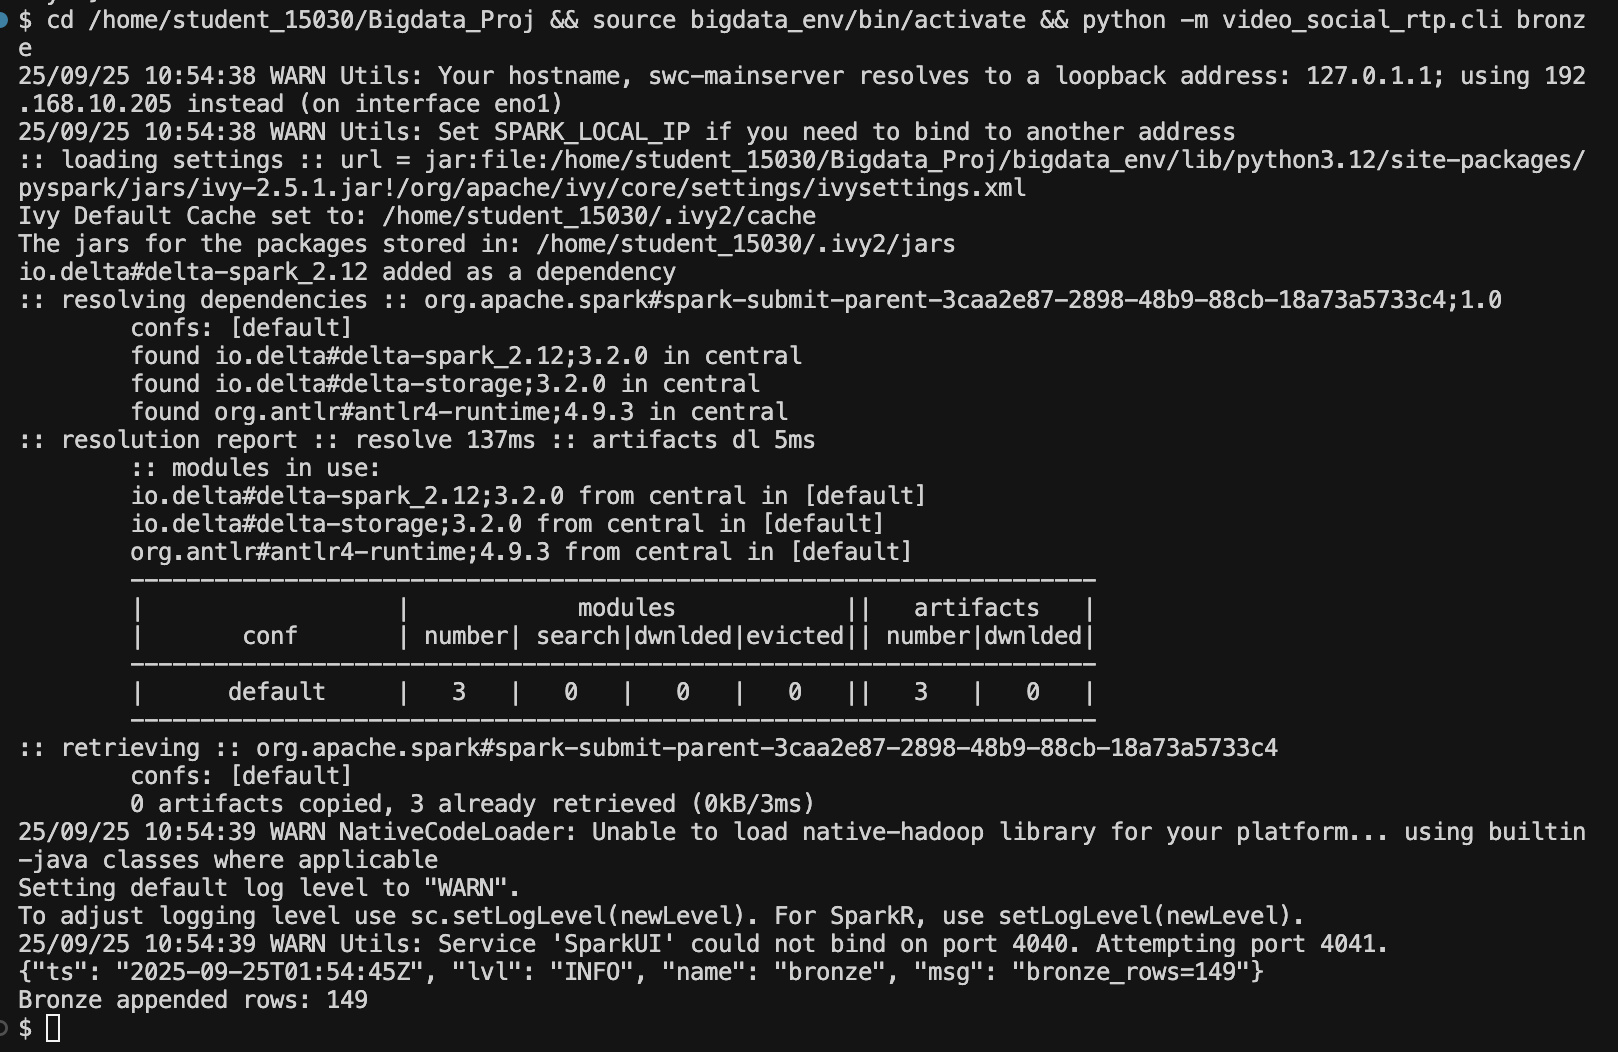 $ cd /home/student_15030/Bigdata_Proj && source bigdata_env/bin/activate && python -m video_social_rtp.cli bronz
e
25/09/25 10:54:38 WARN Utils: Your hostname, swc-mainserver resolves to a loopback address: 127.0.1.1; using 192
.168.10.205 instead (on interface eno1)
25/09/25 10:54:38 WARN Utils: Set SPARK_LOCAL_IP if you need to bind to another address
:: loading settings :: url = jar:file:/home/student_15030/Bigdata_Proj/bigdata_env/lib/python3.12/site-packages/
pyspark/jars/ivy-2.5.1.jar!/org/apache/ivy/core/settings/ivysettings.xml
Ivy Default Cache set to: /home/student_15030/.ivy2/cache
The jars for the packages stored in: /home/student_15030/.ivy2/jars
io.delta#delta-spark_2.12 added as a dependency
:: resolving dependencies :: org.apache.spark#spark-submit-parent-3caa2e87-2898-48b9-88cb-18a73a5733c4;1.0
        confs: [default]
        found io.delta#delta-spark_2.12;3.2.0 in central
        found io.delta#delta-storage;3.2.0 in central
        found org.antlr#antlr4-runtime;4.9.3 in central
:: resolution report :: resolve 137ms :: artifacts dl 5ms
        :: modules in use:
        io.delta#delta-spark_2.12;3.2.0 from central in [default]
        io.delta#delta-storage;3.2.0 from central in [default]
        org.antlr#antlr4-runtime;4.9.3 from central in [default]
        ---------------------------------------------------------------------
        |                  |            modules            ||   artifacts   |
        |       conf       | number| search|dwnlded|evicted|| number|dwnlded|
        ---------------------------------------------------------------------
        |      default     |   3   |   0   |   0   |   0   ||   3   |   0   |
        ---------------------------------------------------------------------
:: retrieving :: org.apache.spark#spark-submit-parent-3caa2e87-2898-48b9-88cb-18a73a5733c4
        confs: [default]
        0 artifacts copied, 3 already retrieved (0kB/3ms)
25/09/25 10:54:39 WARN NativeCodeLoader: Unable to load native-hadoop library for your platform... using builtin
-java classes where applicable
Setting default log level to "WARN".
To adjust logging level use sc.setLogLevel(newLevel). For SparkR, use setLogLevel(newLevel).
25/09/25 10:54:39 WARN Utils: Service 'SparkUI' could not bind on port 4040. Attempting port 4041.
{"ts": "2025-09-25T01:54:45Z", "lvl": "INFO", "name": "bronze", "msg": "bronze_rows=149"}
Bronze appended rows: 149
$